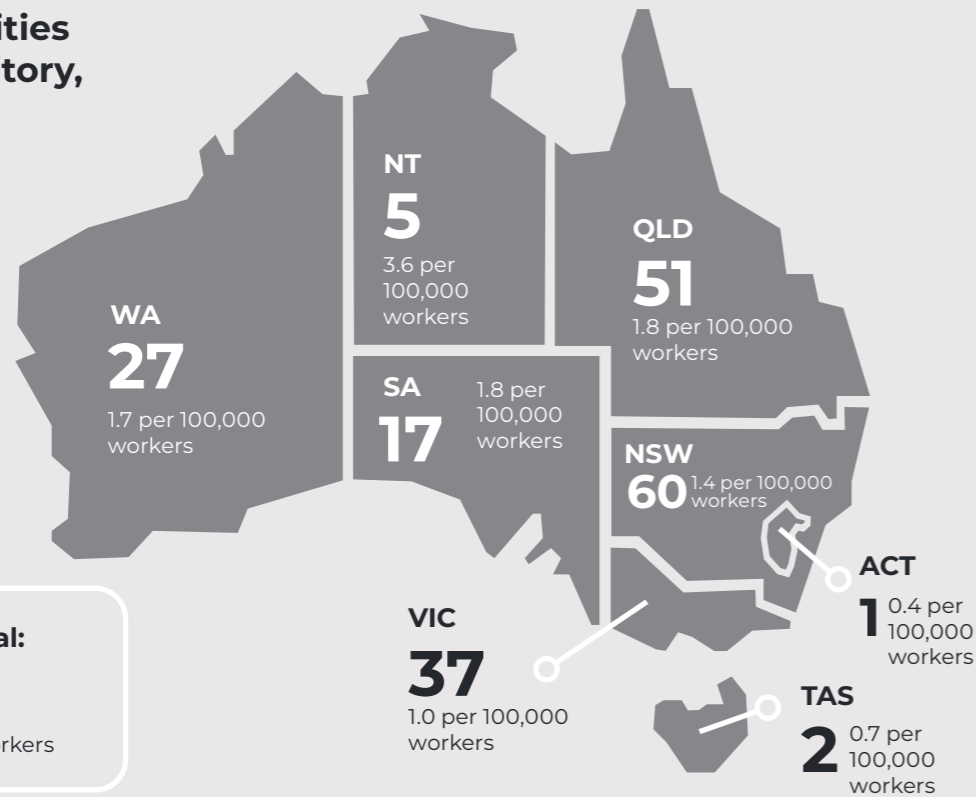 ities
itory,
NT
5
3.6 per
100,000
workers
QLD
51
1.8 per 100,000
workers
WA
27
1.7 per 100,000
workers
SA
17
1.8 per
100,000
workers
NSW
60
1.4 per 100,000
workers
ACT
1
0.4 per
100,000
workers
VIC
37
1.0 per 100,000
workers
TAS
2
0.7 per
100,000
workers
al:
rkers